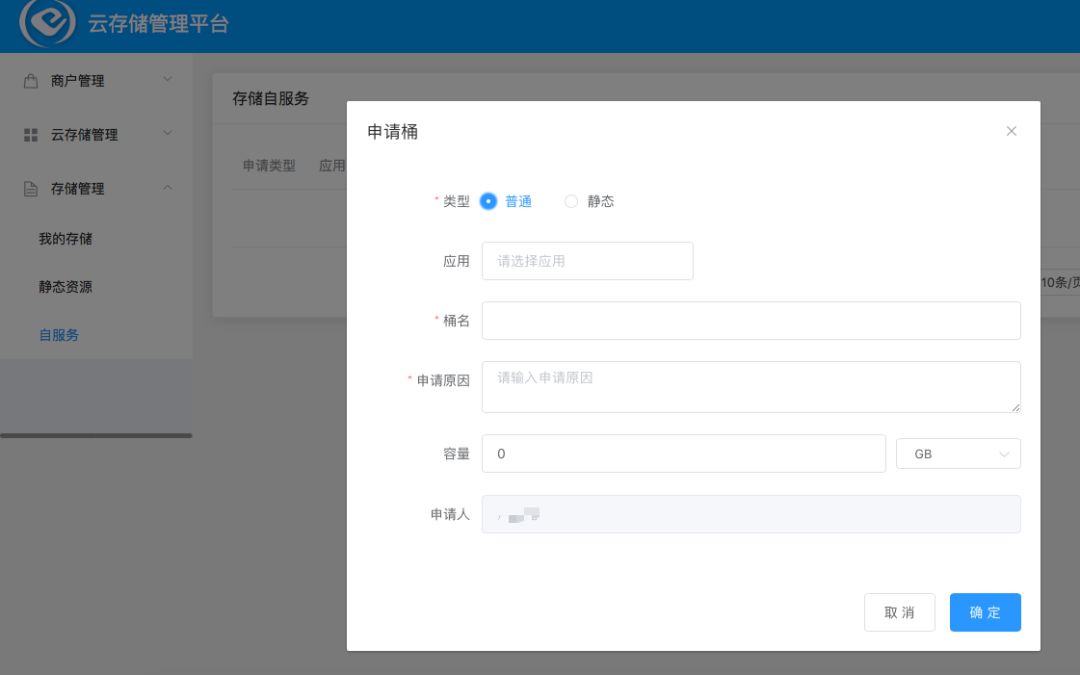 云存储管理平台
商户管理
云存储管理
存储管理
我的存储
静态资源
自服务
存储自服务
申请类型 应用
10条/页
申请桶
* 类型 普通 静态
应用 请选择应用
* 桶名
* 申请原因 请输入申请原因
容量 0 GB
申请人
取 消 确 定